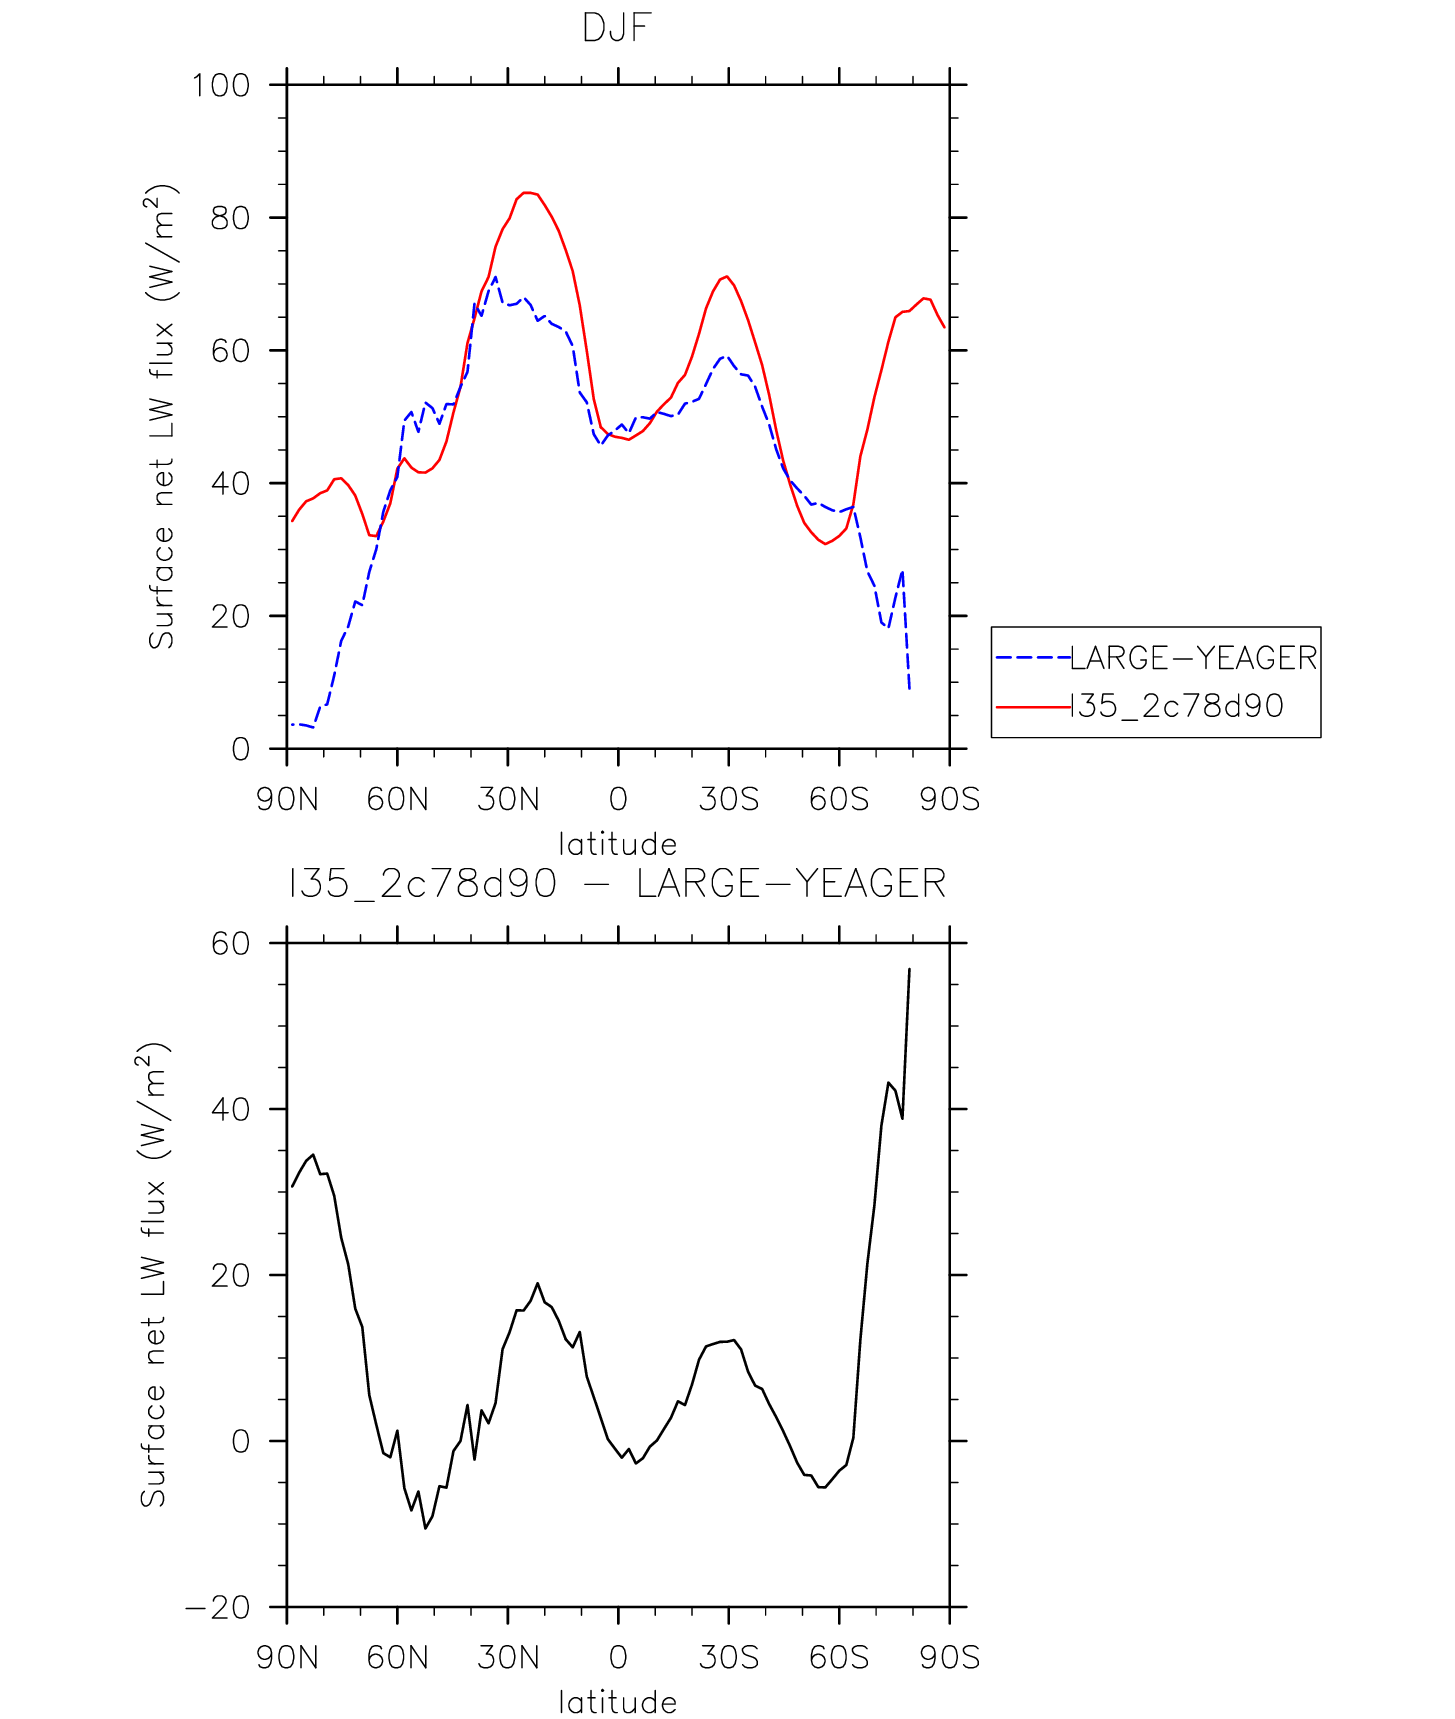 DJF
100
80
60
40
20
0
Surface net LW flux (W/m²)
90N 60N 30N 0 30S 60S 90S
latitude
LARGE−YEAGER
I35_2c78d90
I35_2c78d90 − LARGE−YEAGER
60
40
20
0
−20
Surface net LW flux (W/m²)
90N 60N 30N 0 30S 60S 90S
latitude